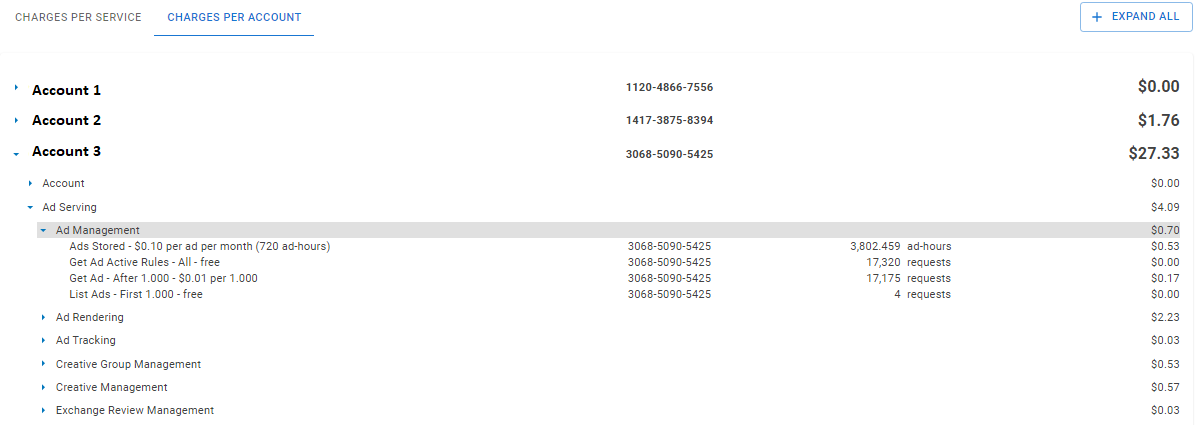 CHARGES PER SERVICE CHARGES PER ACCOUNT + EXPAND ALL
Account 1 1120-4866-7556 $0.00
Account 2 1417-3875-8394 $1.76
Account 3 3068-5090-5425 $27.33
Account $0.00
Ad Serving $4.09
Ad Management $0.70
Ads Stored - $0.10 per ad per month (720 ad-hours) 3068-5090-5425 3,802.459 ad-hours $0.53
Get Ad Active Rules - All - free 3068-5090-5425 17,320 requests $0.00
Get Ad - After 1.000 - $0.01 per 1.000 3068-5090-5425 17,175 requests $0.17
List Ads - First 1.000 - free 3068-5090-5425 4 requests $0.00
Ad Rendering $2.23
Ad Tracking $0.03
Creative Group Management $0.53
Creative Management $0.57
Exchange Review Management $0.03